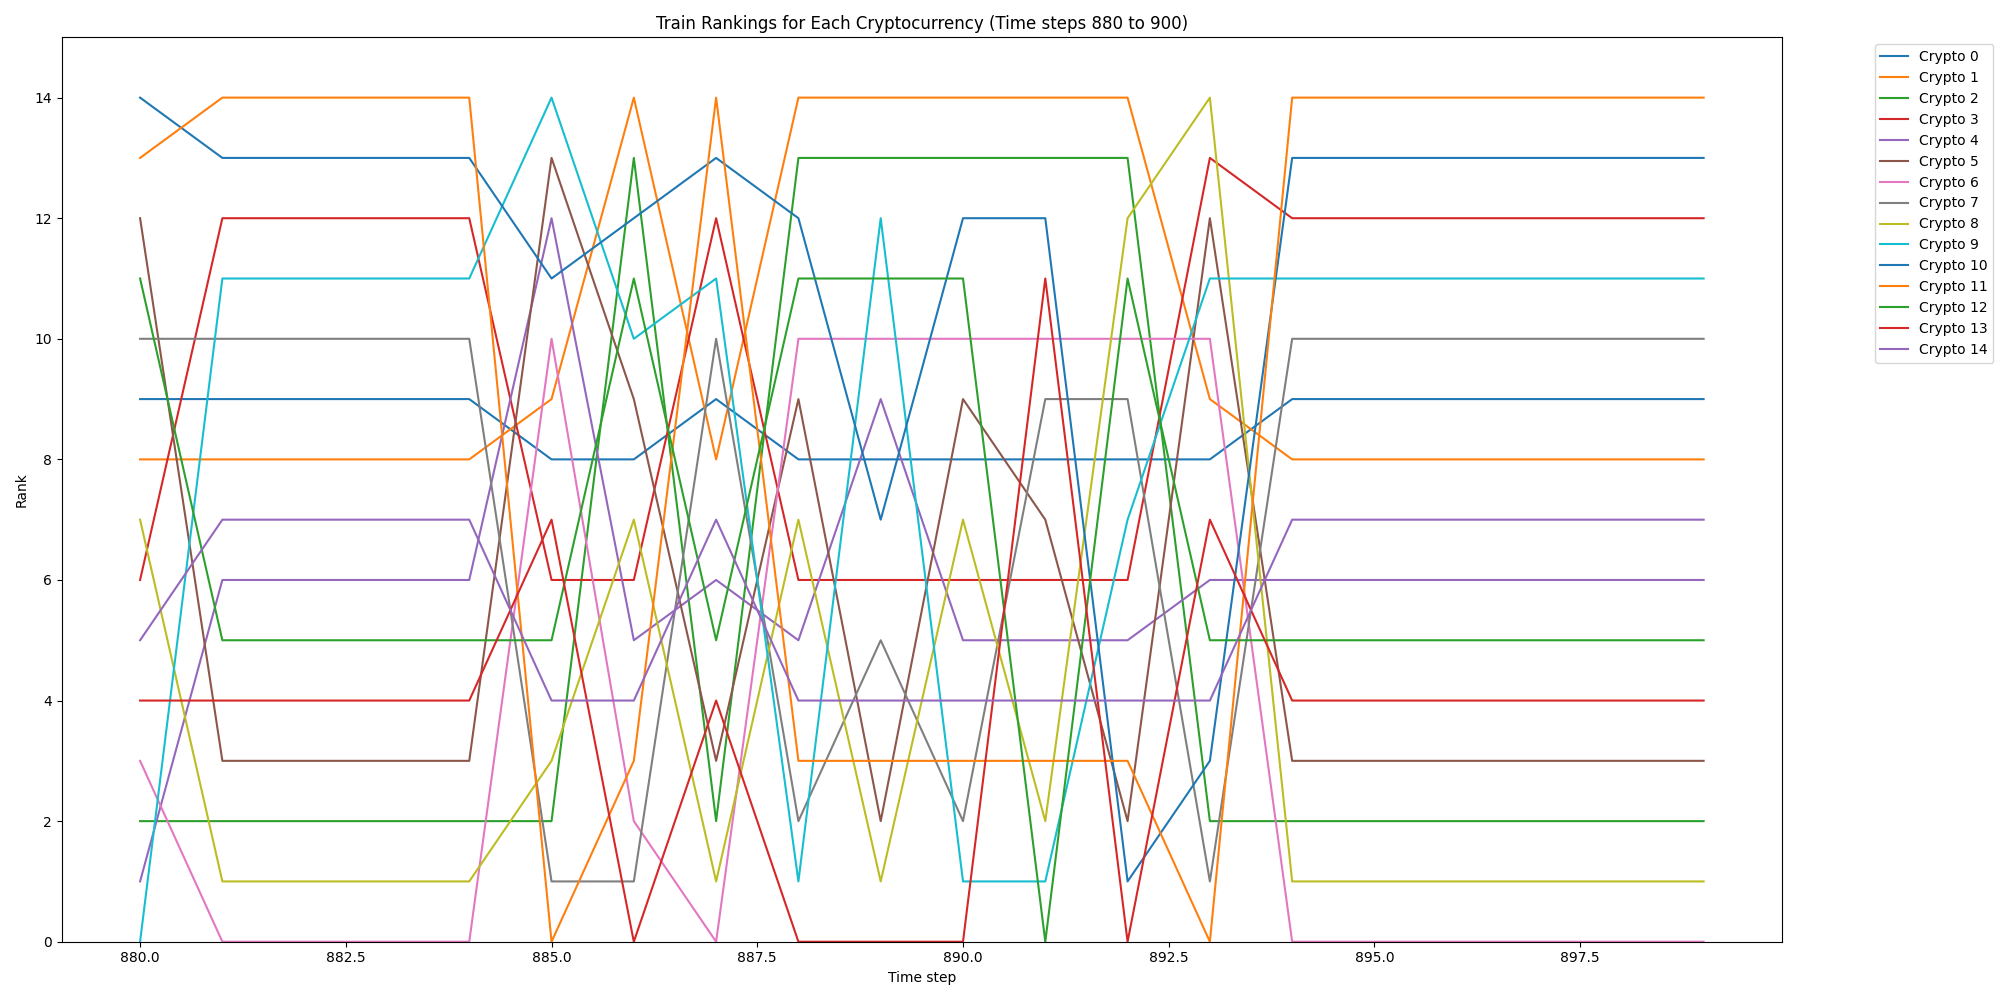 Train Rankings for Each Cryptocurrency (Time steps 880 to 900)
Rank
14
12
10
8
6
4
2
0
880.0
882.5
885.0
887.5
890.0
892.5
895.0
897.5
Time step
Crypto 0
Crypto 1
Crypto 2
Crypto 3
Crypto 4
Crypto 5
Crypto 6
Crypto 7
Crypto 8
Crypto 9
Crypto 10
Crypto 11
Crypto 12
Crypto 13
Crypto 14